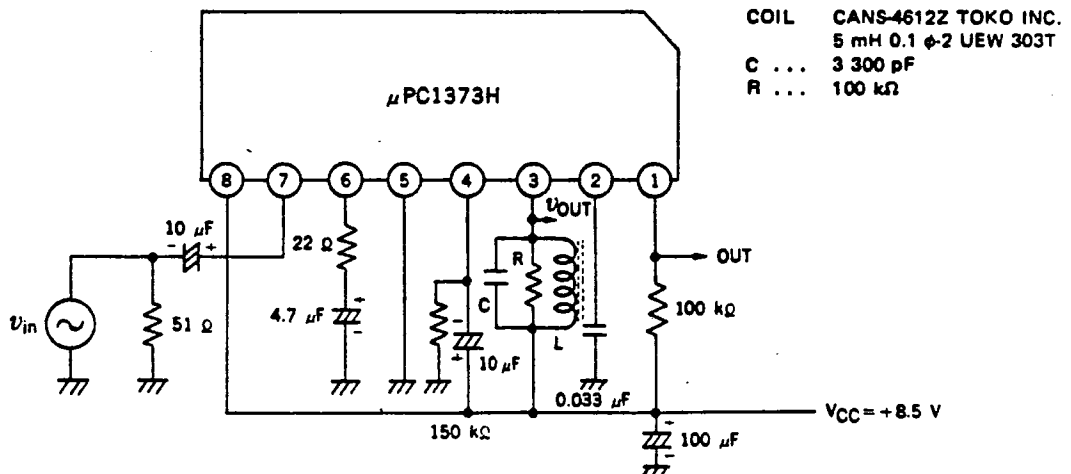 COIL CANS-4612Z TOKO INC.
5 mH 0.1 φ-2 UEW 303T
C ... 3 300 pF
R ... 100 kΩ
μPC1373H
8 7 6 5 4 3 2 1
vOUT
10 μF
- +
22 Ω
R
OUT
C
100 kΩ
vin
51 Ω
4.7 μF
+
-
-
+
10 μF
L
0.033 μF
VCC = +8.5 V
150 kΩ
+
100 μF
-